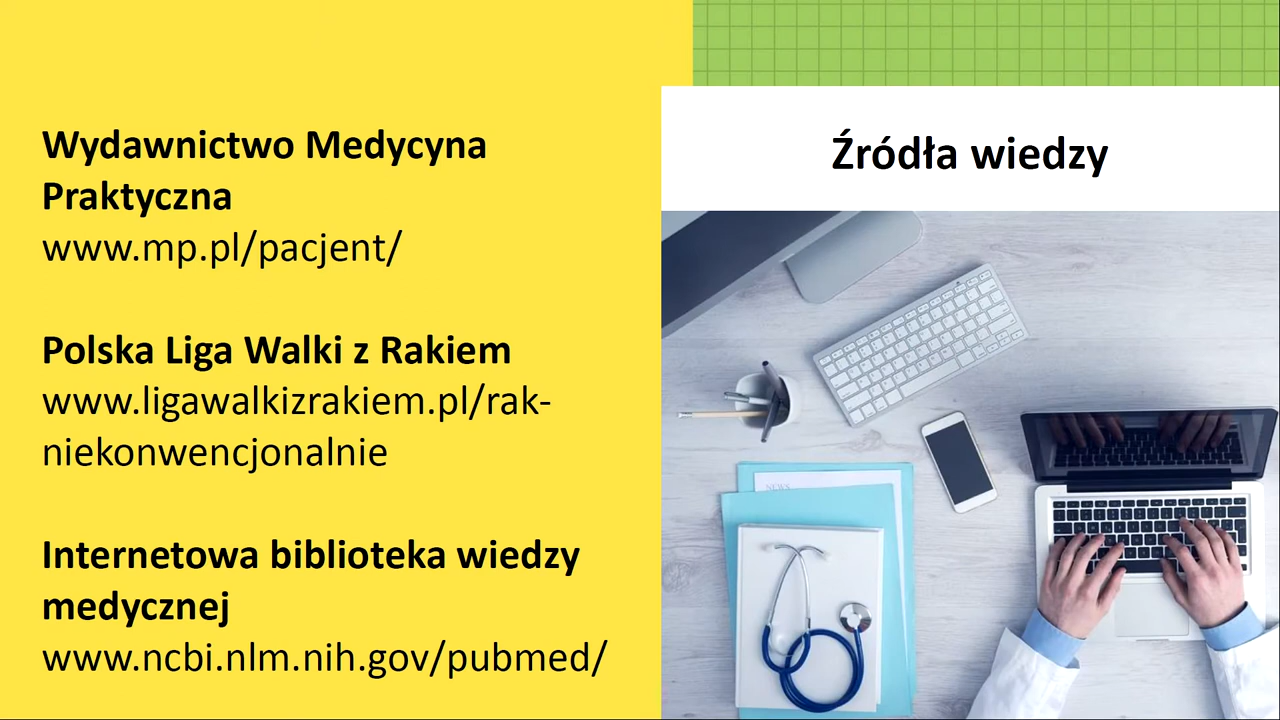 Wydawnictwo Medycyna
Praktyczna
www.mp.pl/pacjent/
Polska Liga Walki z Rakiem
www.ligawalkizrakiem.pl/rak-
niekonwencjonalnie
Internetowa biblioteka wiedzy
medycznej
www.ncbi.nlm.nih.gov/pubmed/
Źródła wiedzy
NEWS